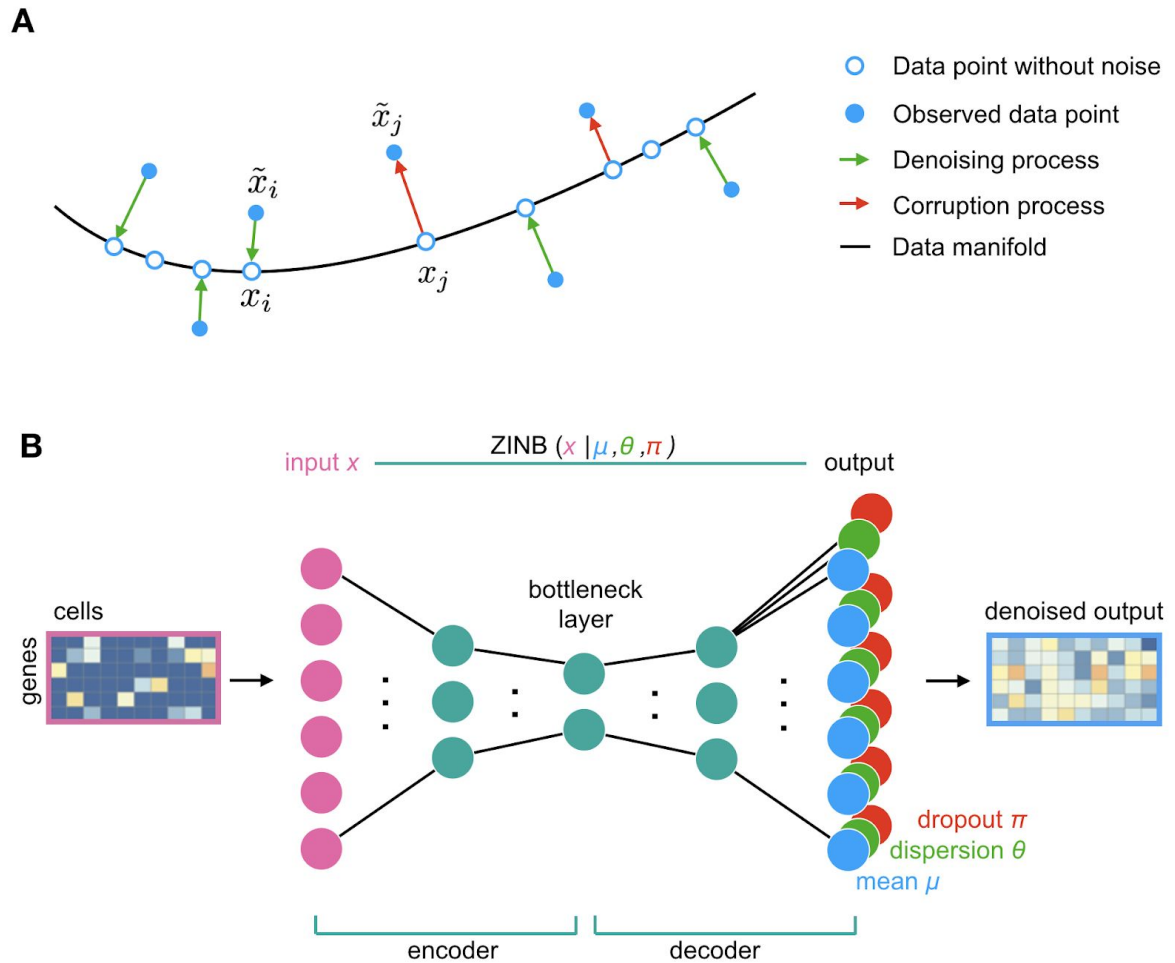 A
Data point without noise
Observed data point
Denoising process
Corruption process
Data manifold
x̃ⱼ
x̃ᵢ
xᵢ
xⱼ
B
ZINB (x | μ, θ, π)
input x
output
bottleneck
layer
cells
genes
denoised output
dropout π
dispersion θ
mean μ
encoder
decoder